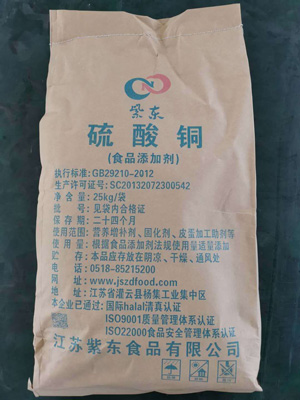 N
紫东
硫酸铜
(食品添加剂)
执行标准:GB29210-2012
生产许可证号:SC20132072300542
净含量:25kg/袋
批号:见袋内合格证
保存期:二十四个月
使用范围:营养增补剂、固化剂、皮蛋加工助剂等
使用量:根据食品添加剂法规使用量适量添加
本品应存放在阴凉、干燥、通风处
电话:0518-85215200
网址:www.jszdfood.com
地址:江苏省灌云县杨集工业集中区
本企业已通过:国际halal清真认证
ISO9001质量管理体系认证
ISO22000食品安全管理体系认证
江苏紫东食品有限公司